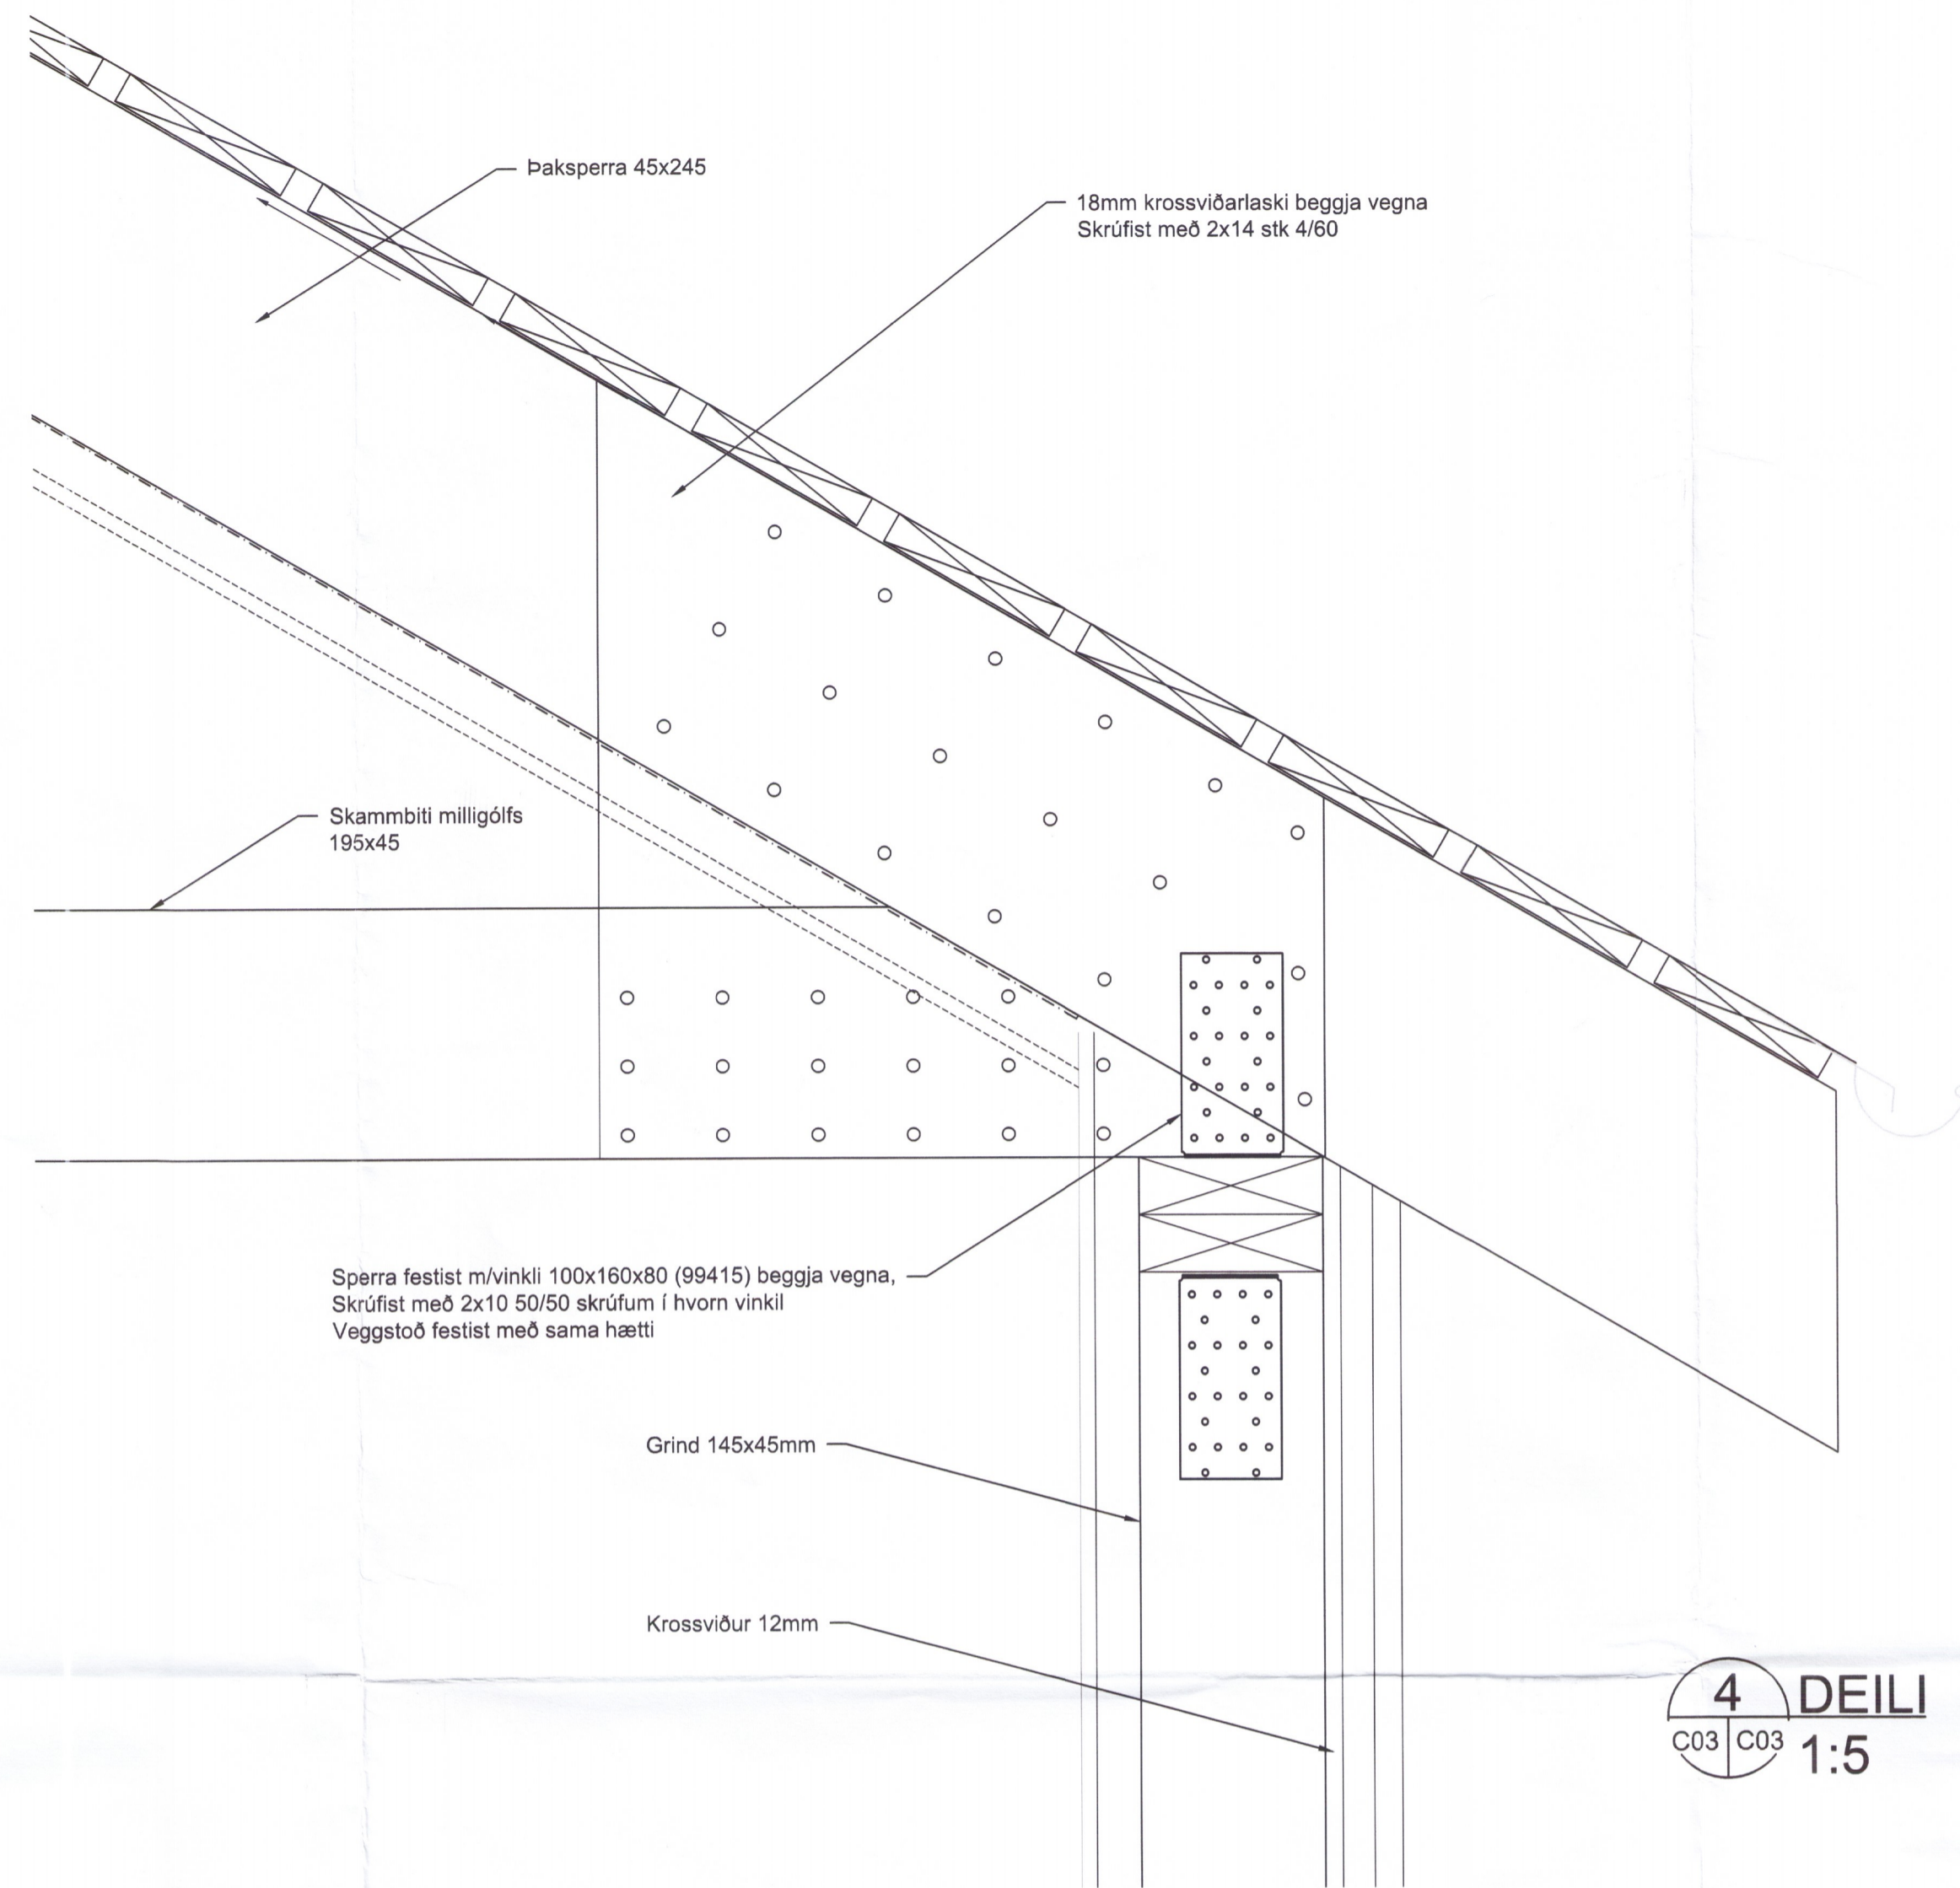 Þaksperra 45x245
18mm krossviðarlaski beggja vegna
Skrúfist með 2x14 stk 4/60
Skammbiti milligólfs
195x45
Sperra festist m/vinkli 100x160x80 (99415) beggja vegna,
Skrúfist með 2x10 50/50 skrúfum í hvorn vinkil
Veggstoð festist með sama hætti
Grind 145x45mm
Krossviður 12mm
4 DEILI
C03 C03 1:5